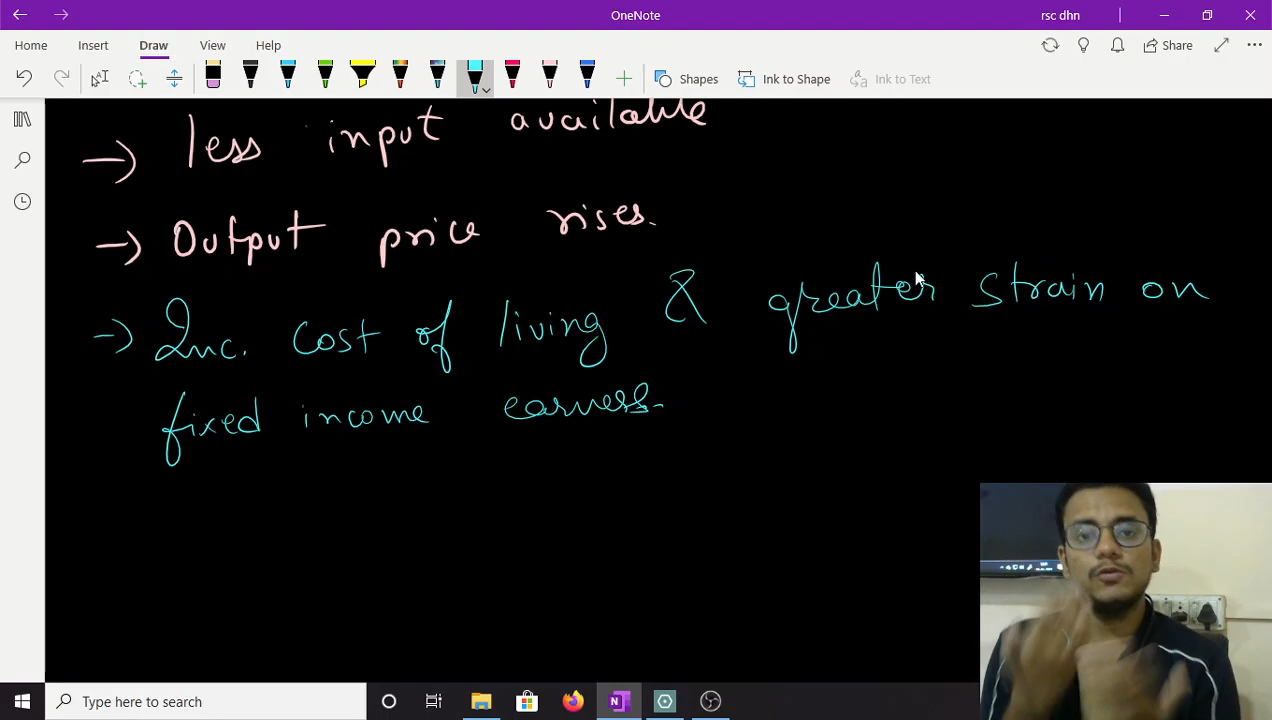 OneNote
rsc dhn
Home Insert Draw View Help
Share
Shapes Ink to Shape Ink to Text
→ less input available
→ Output price rises.
→ Inc. cost of living & greater strain on
fixed income earners.
Type here to search